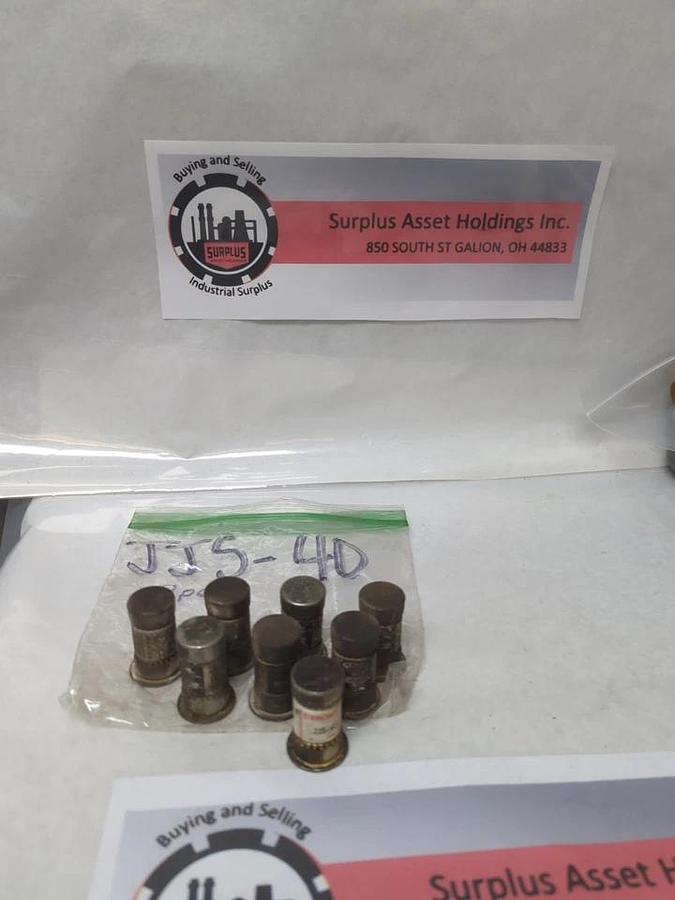 Buying and Selling
SURPLUS
Industrial Surplus
Surplus Asset Holdings Inc.
850 SOUTH ST GALION, OH 44833
JJS-40
Buying and Selling
Surplus Asset H